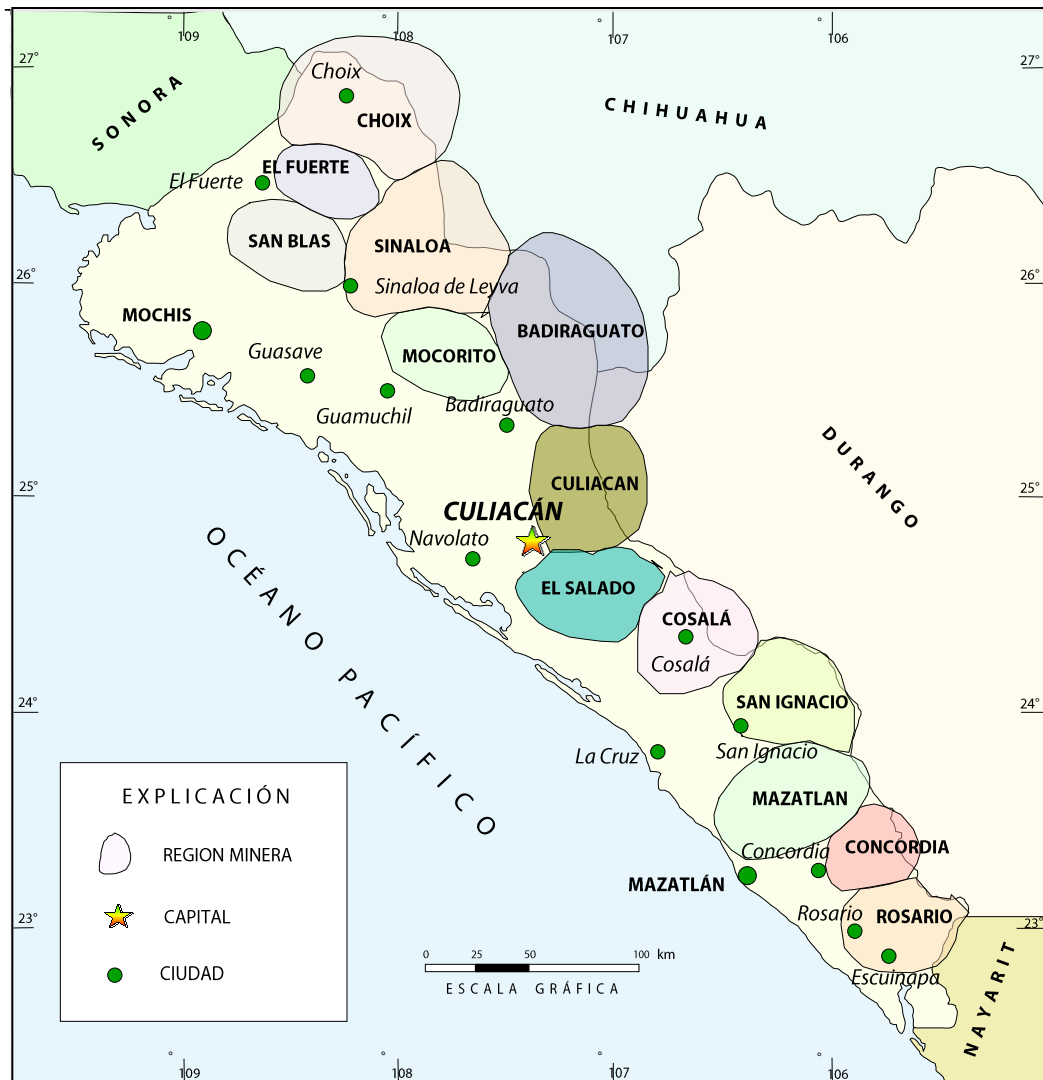 109
108
107
106
27°
27°
SONORA
CHIHUAHUA
Choix
CHOIX
EL FUERTE
El Fuerte
SAN BLAS
SINALOA
26°
26°
Sinaloa de Leyva
MOCHIS
BADIRAGUATO
Guasave
MOCORITO
Guamuchil
Badiraguato
DURANGO
25°
25°
CULIACAN
CULIACÁN
Navolato
EL SALADO
OCÉANO PACÍFICO
COSALÁ
Cosalá
24°
24°
SAN IGNACIO
San Ignacio
La Cruz
MAZATLAN
Concordia
CONCORDIA
MAZATLÁN
Rosario
ROSARIO
23°
23°
Escuinapa
NAYARIT
EXPLICACIÓN
REGION MINERA
CAPITAL
CIUDAD
0 25 50 100 km
ESCALA GRÁFICA
109
108
107
106